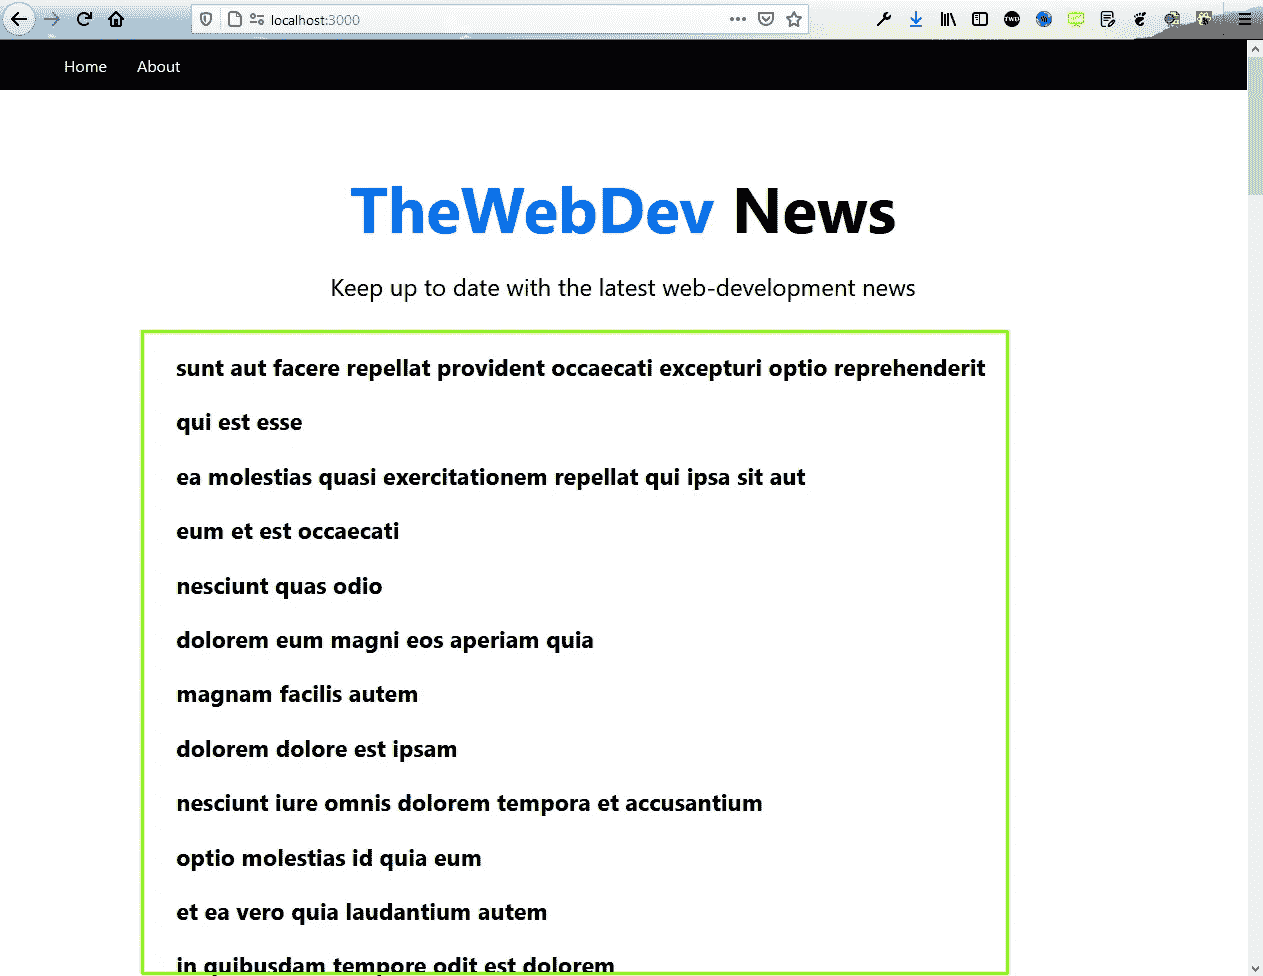 localhost:3000
Home About
TheWebDev News
Keep up to date with the latest web-development news
sunt aut facere repellat provident occaecati excepturi optio reprehenderit
qui est esse
ea molestias quasi exercitationem repellat qui ipsa sit aut
eum et est occaecati
nesciunt quas odio
dolorem eum magni eos aperiam quia
magnam facilis autem
dolorem dolore est ipsam
nesciunt iure omnis dolorem tempora et accusantium
optio molestias id quia eum
et ea vero quia laudantium autem
in quibusdam tempore odit est dolorem